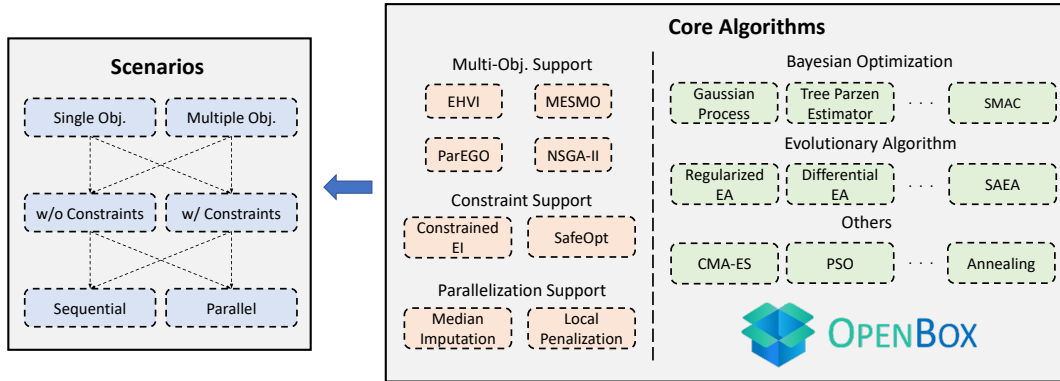 Scenarios
Single Obj.
Multiple Obj.
w/o Constraints
w/ Constraints
Sequential
Parallel
Core Algorithms
Multi-Obj. Support
EHVI
MESMO
ParEGO
NSGA-II
Constraint Support
Constrained
EI
SafeOpt
Parallelization Support
Median
Imputation
Local
Penalization
Bayesian Optimization
Gaussian
Process
Tree Parzen
Estimator
. . .
SMAC
Evolutionary Algorithm
Regularized
EA
Differential
EA
. . .
SAEA
Others
CMA-ES
PSO
. . .
Annealing
OPENBOX